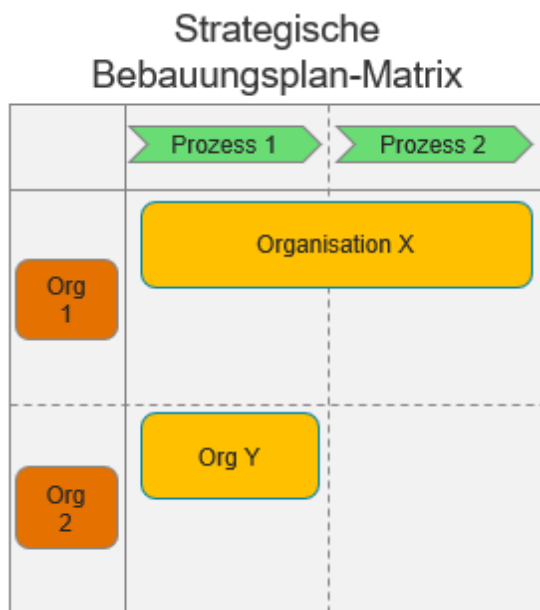 Strategische
Bebauungsplan-Matrix
Prozess 1
Prozess 2
Organisation X
Org
1
Org Y
Org
2